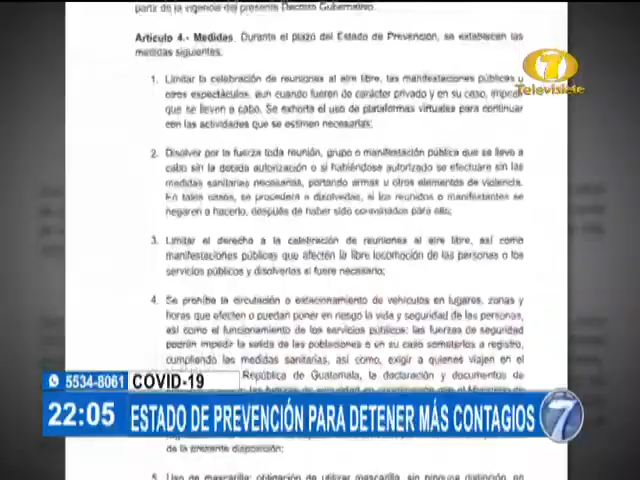 partir de la vigencia del presente Decreto Gubernativo.
Artículo 4.- Medidas. Durante el plazo del Estado de Prevención, se establecen las
medidas siguientes.
1. Limitar la celebración de reuniones al aire libre, las manifestaciones públicas u
otros espectáculos, aun cuando fueren de carácter privado y en su caso, impedir
que se lleven a cabo. Se exhorta el uso de plataformas virtuales para continuar
con las actividades que se estimen necesarias;
2. Disolver por la fuerza toda reunión, grupo o manifestación pública que se lleve a
cabo sin la debida autorización o si habiéndose autorizado se efectuare sin las
medidas sanitarias necesarias, portando armas u otros elementos de violencia.
En tales casos, se procederá a disolverlas, si los reunidos o manifestantes se
negaren a hacerlo, después de haber sido conminados para ello;
3. Limitar el derecho a la celebración de reuniones al aire libre, así como
manifestaciones públicas que afecten la libre locomoción de las personas o los
servicios públicos y disolverlas si fuere necesario;
4. Se prohíbe la circulación o estacionamiento de vehículos en lugares, zonas y
horas que efecten o puedan poner en riesgo la vida y seguridad de las personas,
así como el funcionamiento de los servicios públicos; las fuerzas de seguridad
podrán impedir la salida de las poblaciones o en su caso someterlos a registro,
cumpliendo las medidas sanitarias, así como, exigir a quienes viajen en
República de Guatemala, la declaración y documentos de
de la presente disposición;
5. Uso de mascarilla: obligación de utilizar mascarilla, sin ninguna distinción, en
7
Televisiete
5534-8061 COVID-19
22:05 ESTADO DE PREVENCIÓN PARA DETENER MÁS CONTAGIOS 7